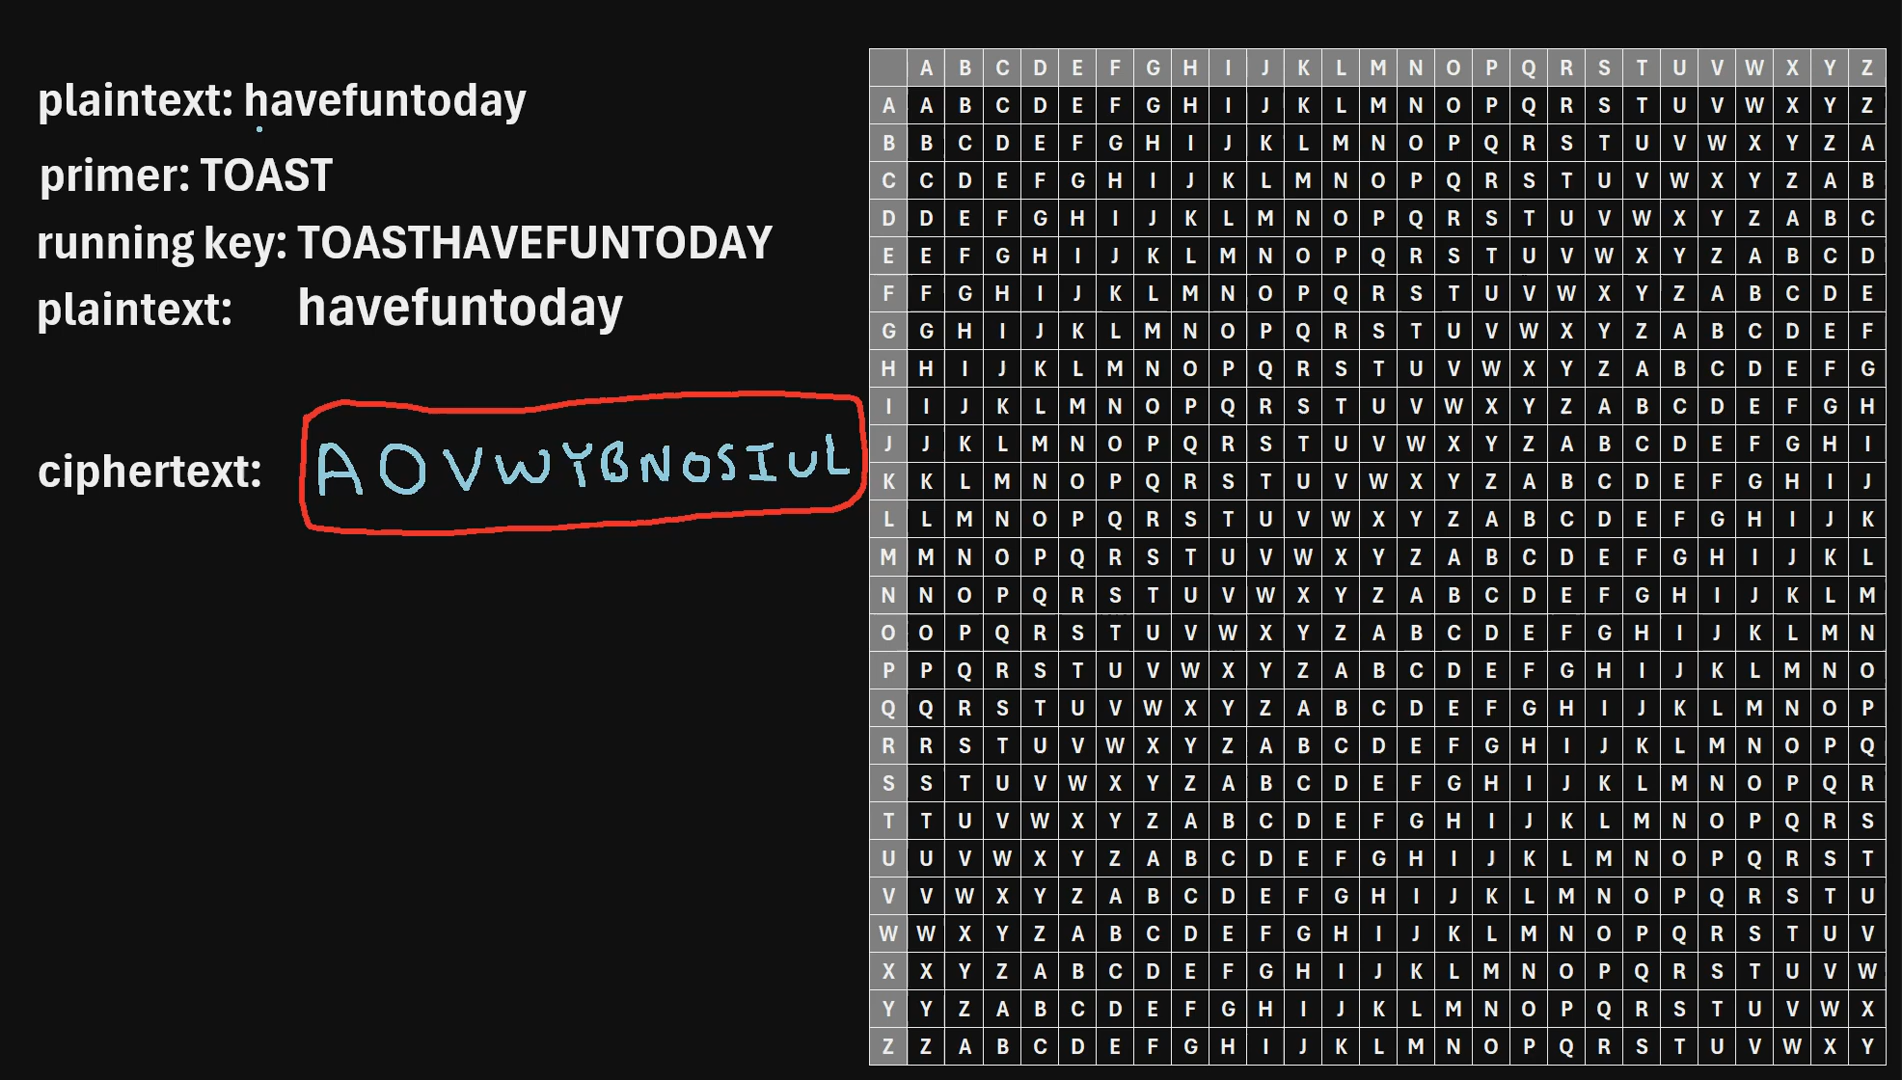 plaintext: havefuntoday
primer: TOAST
running key: TOASTHAVEFUNTODAY
plaintext: havefuntoday
ciphertext: AOVWYBNOSIUL
A B C D E F G H I J K L M N O P Q R S T U V W X Y Z
A A B C D E F G H I J K L M N O P Q R S T U V W X Y Z
B B C D E F G H I J K L M N O P Q R S T U V W X Y Z A
C C D E F G H I J K L M N O P Q R S T U V W X Y Z A B
D D E F G H I J K L M N O P Q R S T U V W X Y Z A B C
E E F G H I J K L M N O P Q R S T U V W X Y Z A B C D
F F G H I J K L M N O P Q R S T U V W X Y Z A B C D E
G G H I J K L M N O P Q R S T U V W X Y Z A B C D E F
H H I J K L M N O P Q R S T U V W X Y Z A B C D E F G
I I J K L M N O P Q R S T U V W X Y Z A B C D E F G H
J J K L M N O P Q R S T U V W X Y Z A B C D E F G H I
K K L M N O P Q R S T U V W X Y Z A B C D E F G H I J
L L M N O P Q R S T U V W X Y Z A B C D E F G H I J K
M M N O P Q R S T U V W X Y Z A B C D E F G H I J K L
N N O P Q R S T U V W X Y Z A B C D E F G H I J K L M
O O P Q R S T U V W X Y Z A B C D E F G H I J K L M N
P P Q R S T U V W X Y Z A B C D E F G H I J K L M N O
Q Q R S T U V W X Y Z A B C D E F G H I J K L M N O P
R R S T U V W X Y Z A B C D E F G H I J K L M N O P Q
S S T U V W X Y Z A B C D E F G H I J K L M N O P Q R
T T U V W X Y Z A B C D E F G H I J K L M N O P Q R S
U U V W X Y Z A B C D E F G H I J K L M N O P Q R S T
V V W X Y Z A B C D E F G H I J K L M N O P Q R S T U
W W X Y Z A B C D E F G H I J K L M N O P Q R S T U V
X X Y Z A B C D E F G H I J K L M N O P Q R S T U V W
Y Y Z A B C D E F G H I J K L M N O P Q R S T U V W X
Z Z A B C D E F G H I J K L M N O P Q R S T U V W X Y